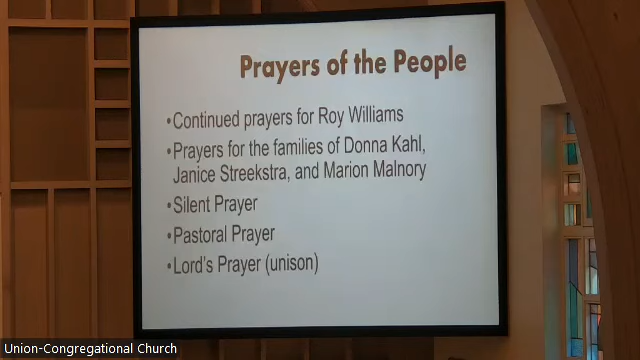 Prayers of the People
•Continued prayers for Roy Williams
•Prayers for the families of Donna Kahl,
Janice Streekstra, and Marion Malnory
•Silent Prayer
•Pastoral Prayer
•Lord's Prayer (unison)
Union-Congregational Church